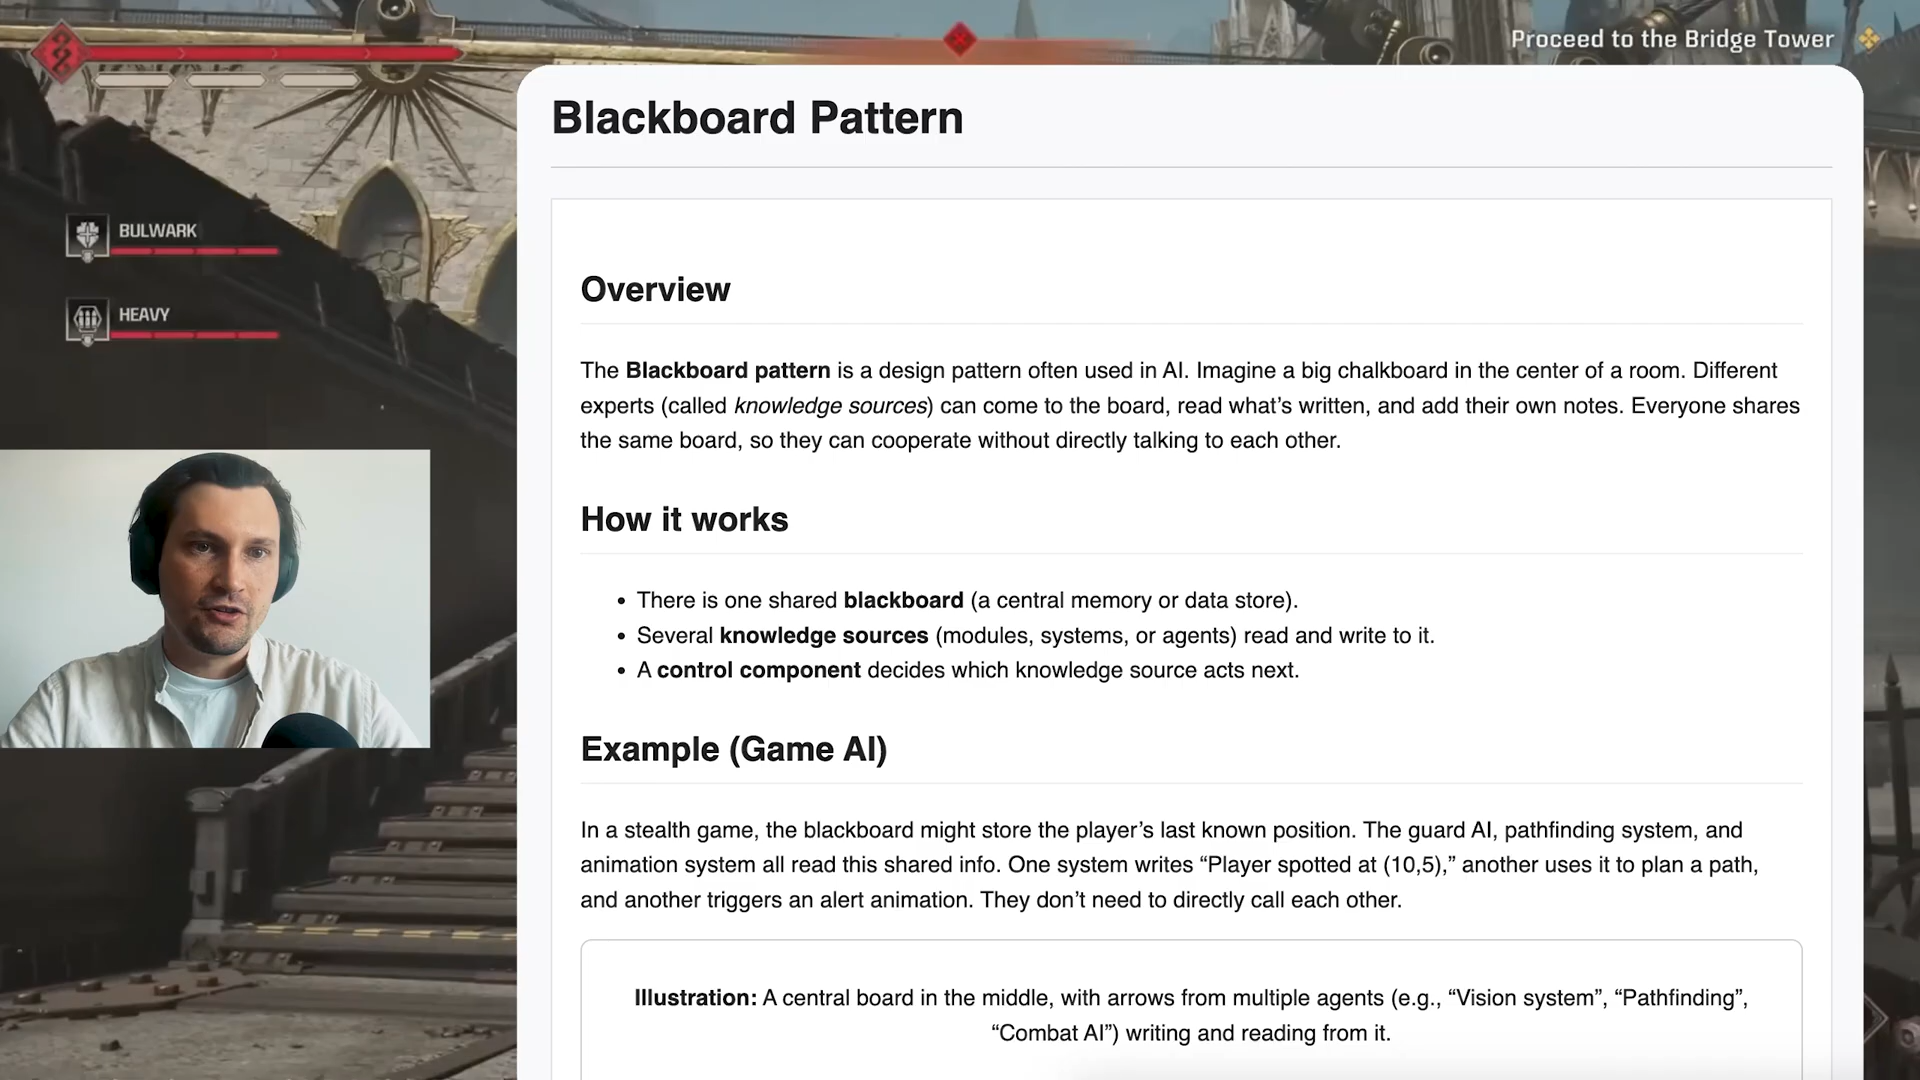 Proceed to the Bridge Tower
BULWARK
HEAVY
Blackboard Pattern
Overview
The Blackboard pattern is a design pattern often used in AI. Imagine a big chalkboard in the center of a room. Different
experts (called knowledge sources) can come to the board, read what’s written, and add their own notes. Everyone shares
the same board, so they can cooperate without directly talking to each other.
How it works
• There is one shared blackboard (a central memory or data store).
• Several knowledge sources (modules, systems, or agents) read and write to it.
• A control component decides which knowledge source acts next.
Example (Game AI)
In a stealth game, the blackboard might store the player’s last known position. The guard AI, pathfinding system, and
animation system all read this shared info. One system writes “Player spotted at (10,5),” another uses it to plan a path,
and another triggers an alert animation. They don’t need to directly call each other.
Illustration: A central board in the middle, with arrows from multiple agents (e.g., “Vision system”, “Pathfinding”,
“Combat AI”) writing and reading from it.